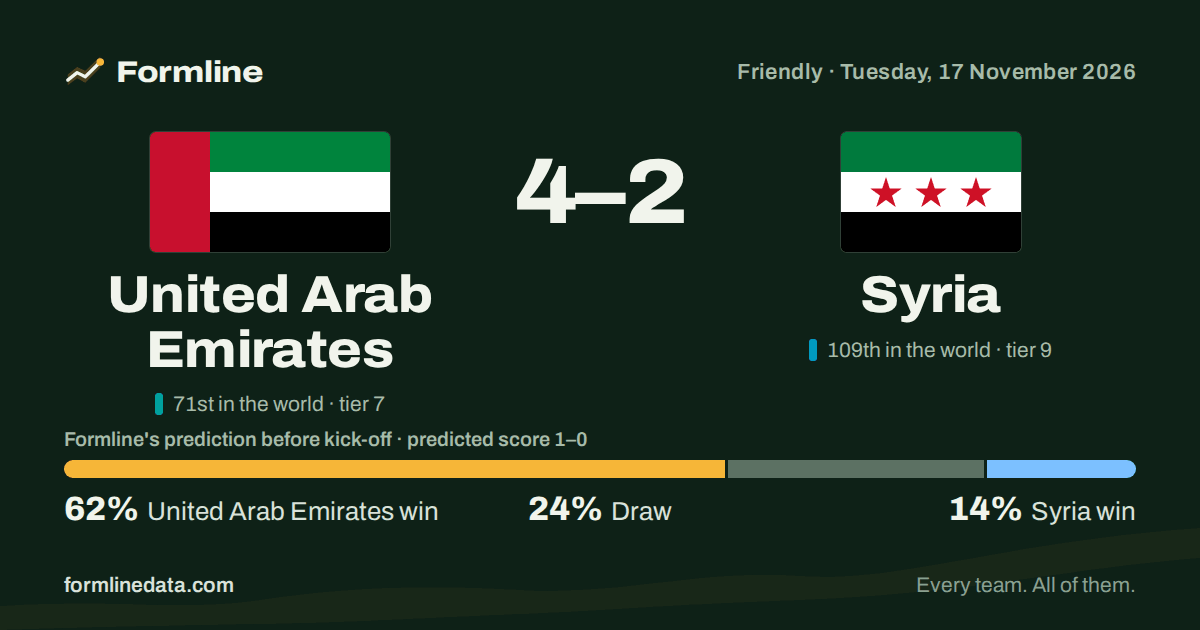 Formline
Friendly · Tuesday, 17 November 2026
4–2
United Arab
Emirates
71st in the world · tier 7
Syria
109th in the world · tier 9
Formline's prediction before kick-off · predicted score 1–0
62% United Arab Emirates win
24% Draw
14% Syria win
formlinedata.com
Every team. All of them.